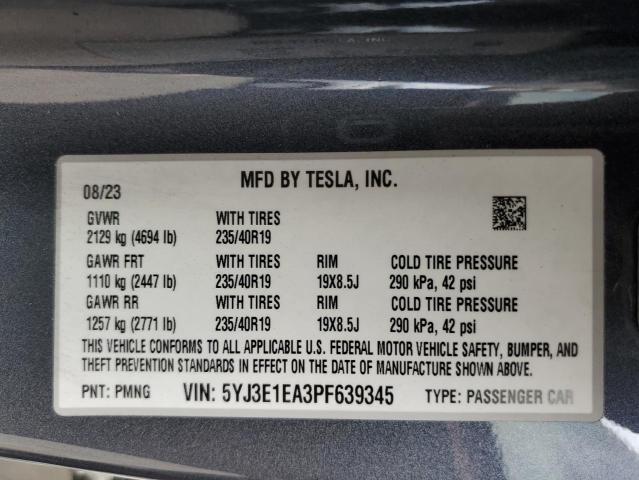 MFD BY TESLA, INC.
08/23
GVWR WITH TIRES
2129 kg (4694 lb) 235/40R19
GAWR FRT WITH TIRES RIM COLD TIRE PRESSURE
1110 kg (2447 lb) 235/40R19 19X8.5J 290 kPa, 42 psi
GAWR RR WITH TIRES RIM COLD TIRE PRESSURE
1257 kg (2771 lb) 235/40R19 19X8.5J 290 kPa, 42 psi
THIS VEHICLE CONFORMS TO ALL APPLICABLE U.S. FEDERAL MOTOR VEHICLE SAFETY, BUMPER, AND
THEFT PREVENTION STANDARDS IN EFFECT ON THE DATE OF MANUFACTURE SHOWN ABOVE.
PNT: PMNG VIN: 5YJ3E1EA3PF639345 TYPE: PASSENGER CAR